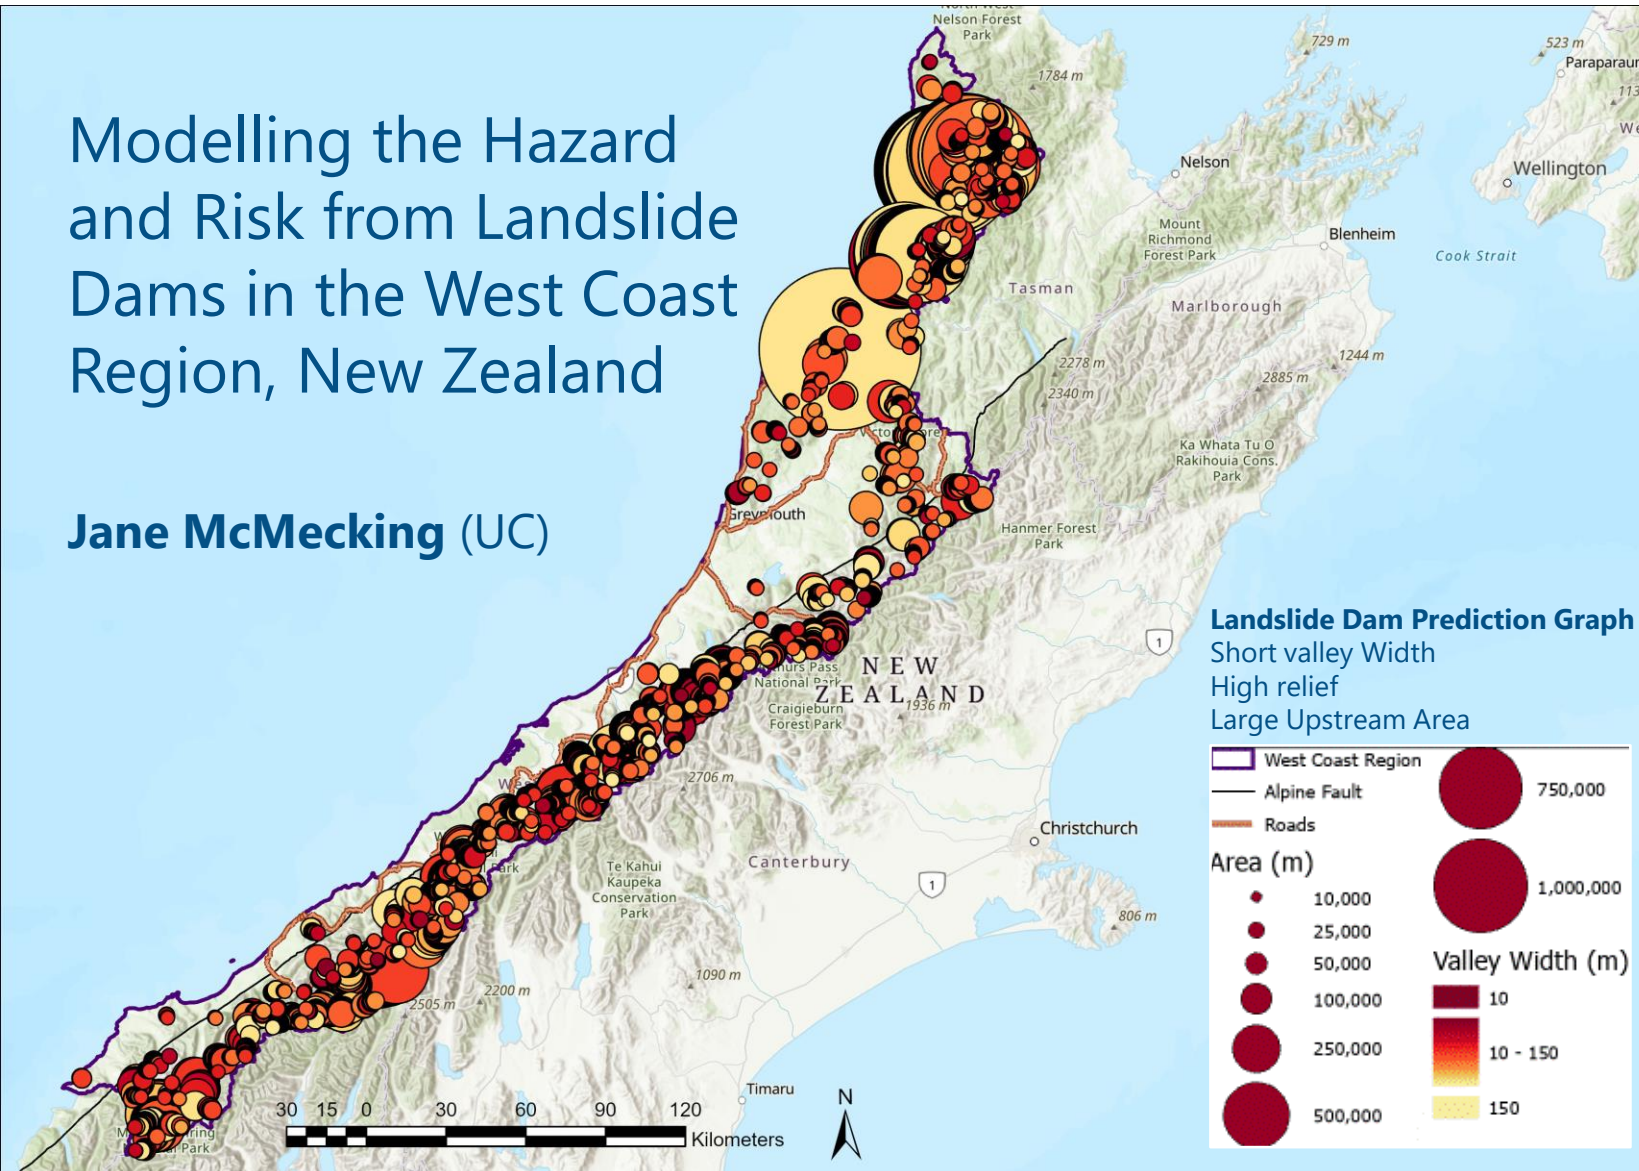 Modelling the Hazard
and Risk from Landslide
Dams in the West Coast
Region, New Zealand
Jane McMecking (UC)
Nelson Forest
Park
1784 m
729 m
523 m
Nelson
Wellington
Mount
Richmond
Forest Park
Blenheim
Cook Strait
Tasman
Marlborough
2278 m
1244 m
2885 m
2340 m
Ka Whata Tu O
Rakihouia Cons.
Park
Greymouth
Hanmer Forest
Park
1
NEW
ZEALAND
National Park
Craigieburn
Forest Park
1936 m
2706 m
Christchurch
Canterbury
Te Kahui
Kaupeka
Conservation
Park
1
806 m
1090 m
2200 m
2505 m
Timaru
Park
30 15 0 30 60 90 120
Kilometers
N
Landslide Dam Prediction Graph
Short valley Width
High relief
Large Upstream Area
West Coast Region
Alpine Fault
Roads
Area (m)
10,000
25,000
50,000
100,000
250,000
500,000
750,000
1,000,000
Valley Width (m)
10
10 - 150
150